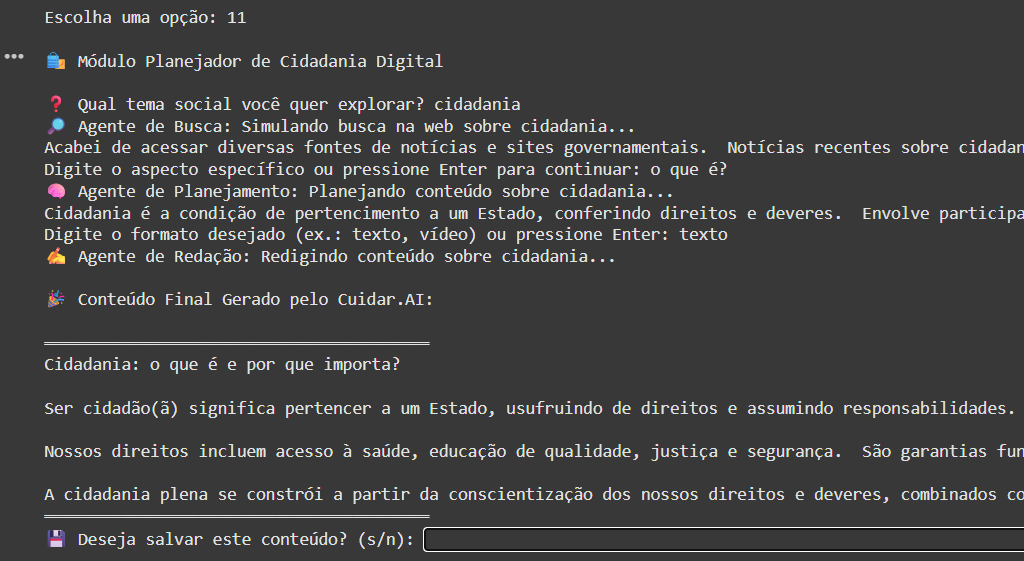 Escolha uma opção: 11
Módulo Planejador de Cidadania Digital
Qual tema social você quer explorar? cidadania
Agente de Busca: Simulando busca na web sobre cidadania...
Acabei de acessar diversas fontes de notícias e sites governamentais.  Notícias recentes sobre
Digite o aspecto específico ou pressione Enter para continuar: o que é?
Agente de Planejamento: Planejando conteúdo sobre cidadania...
Cidadania é a condição de pertencimento a um Estado, conferindo direitos e deveres.  Envolve
Digite o formato desejado (ex.: texto, vídeo) ou pressione Enter: texto
Agente de Redação: Redigindo conteúdo sobre cidadania...
Conteúdo Final Gerado pelo Cuidar.AI:
Cidadania: o que é e por que importa?
Ser cidadão(ã) significa pertencer a um Estado, usufruindo de direitos e assumindo responsabilidades.
Nossos direitos incluem acesso à saúde, educação de qualidade, justiça e segurança.  São garantias
A cidadania plena se constrói a partir da conscientização dos nossos direitos e deveres, combinados
Deseja salvar este conteúdo? (s/n):